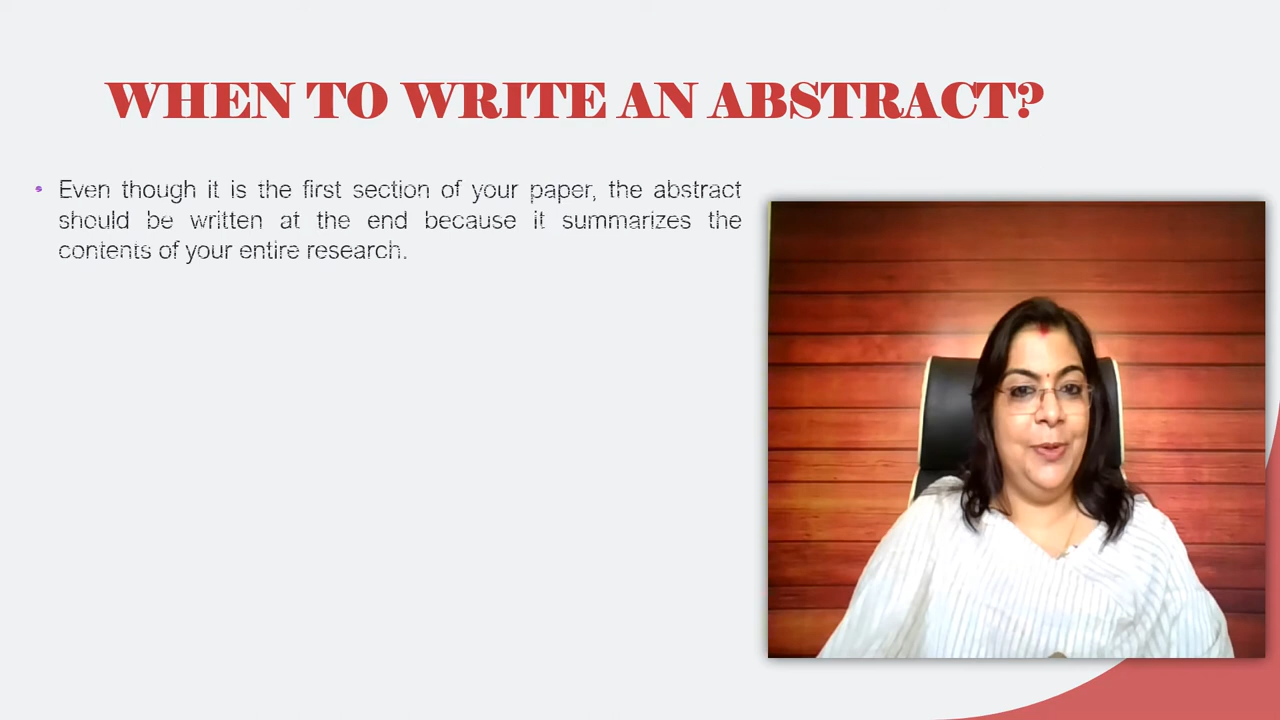 WHEN TO WRITE AN ABSTRACT?
• Even though it is the first section of your paper, the abstract
should be written at the end because it summarizes the
contents of your entire research.